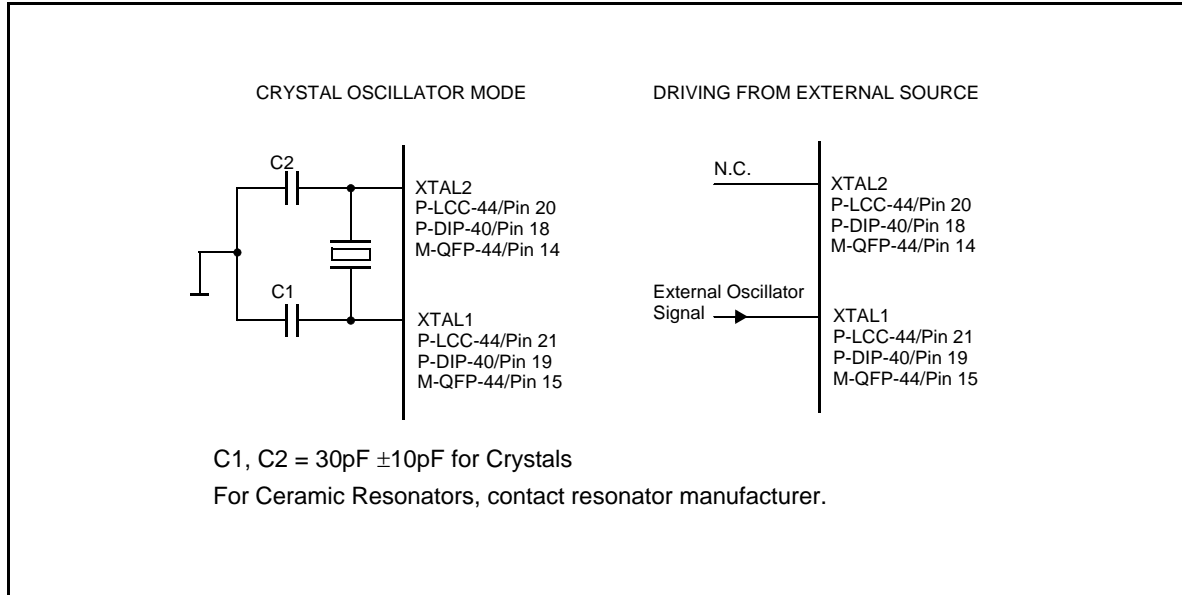 CRYSTAL OSCILLATOR MODE
C2
XTAL2
P-LCC-44/Pin 20
P-DIP-40/Pin 18
M-QFP-44/Pin 14
C1
XTAL1
P-LCC-44/Pin 21
P-DIP-40/Pin 19
M-QFP-44/Pin 15
DRIVING FROM EXTERNAL SOURCE
N.C.
XTAL2
P-LCC-44/Pin 20
P-DIP-40/Pin 18
M-QFP-44/Pin 14
External Oscillator
Signal
XTAL1
P-LCC-44/Pin 21
P-DIP-40/Pin 19
M-QFP-44/Pin 15
C1, C2 = 30pF ±10pF for Crystals
For Ceramic Resonators, contact resonator manufacturer.